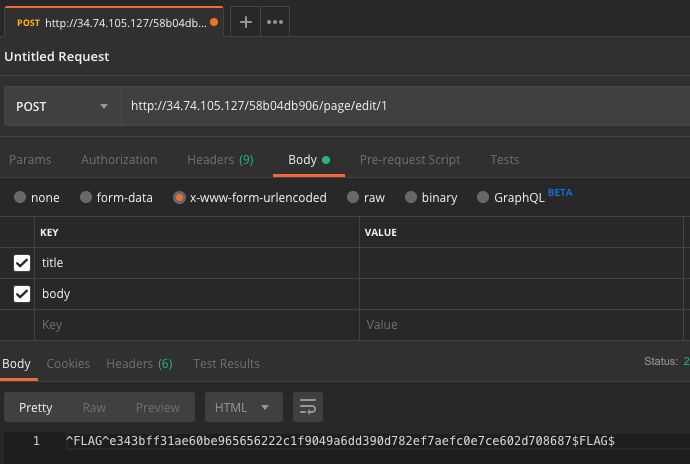 POST http://34.74.105.127/58b04db... + •••
Untitled Request
POST http://34.74.105.127/58b04db906/page/edit/1
Params Authorization Headers (9) Body Pre-request Script Tests
none form-data x-www-form-urlencoded raw binary GraphQL BETA
KEY VALUE
title
body
Key Value
Body Cookies Headers (6) Test Results Status: 2
Pretty Raw Preview HTML
1 ^FLAG^e343bff31ae60be965656222c1f9049a6dd390d782ef7aefc0e7ce602d708687$FLAG$